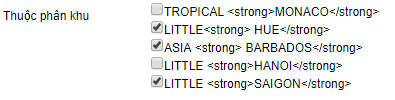 Thuộc phân khu
TROPICAL <strong>MONACO</strong>
LITTLE<strong> HUE</strong>
ASIA <strong> BARBADOS</strong>
LITTLE <strong>HANOI</strong>
LITTLE <strong>SAIGON</strong>